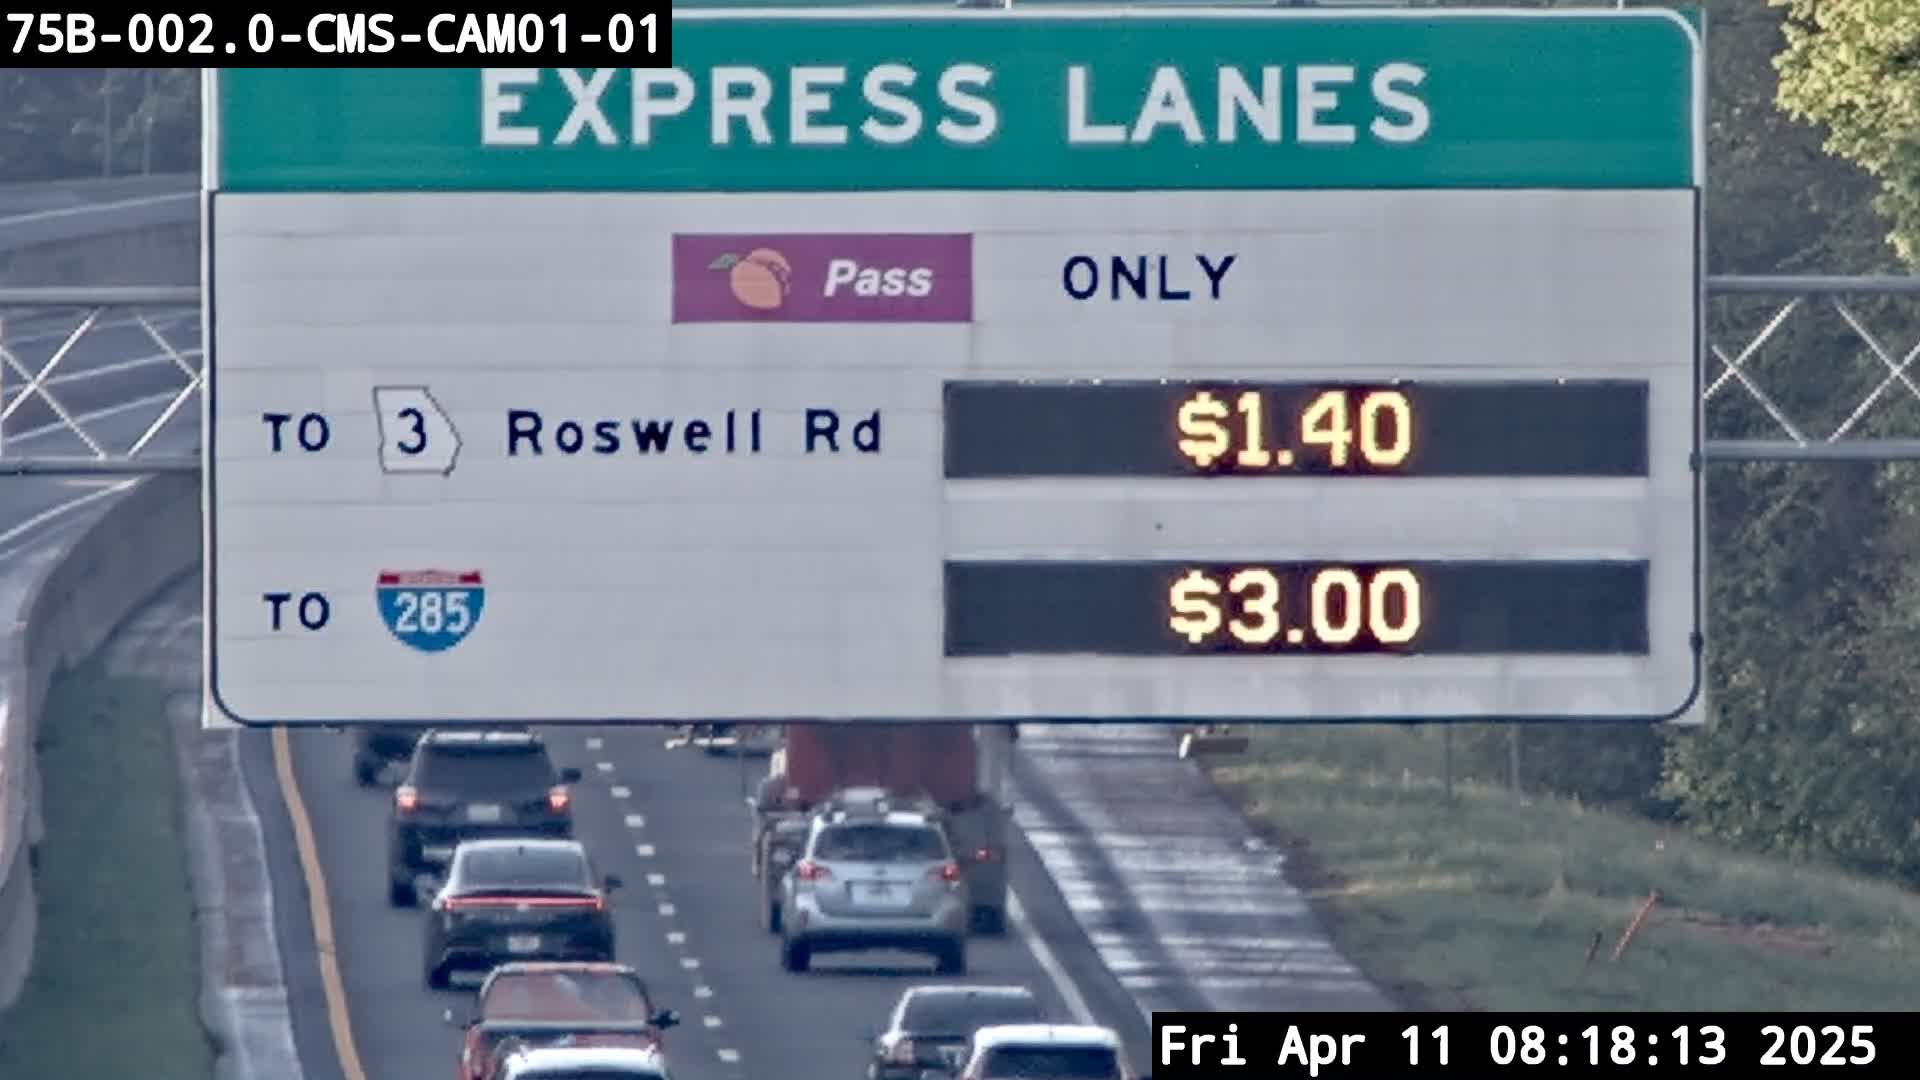 75B-002.0-CMS-CAM01-01
EXPRESS LANES
Pass ONLY
TO 3 Roswell Rd $1.40
TO 285 $3.00
Fri Apr 11 08:18:13 2025